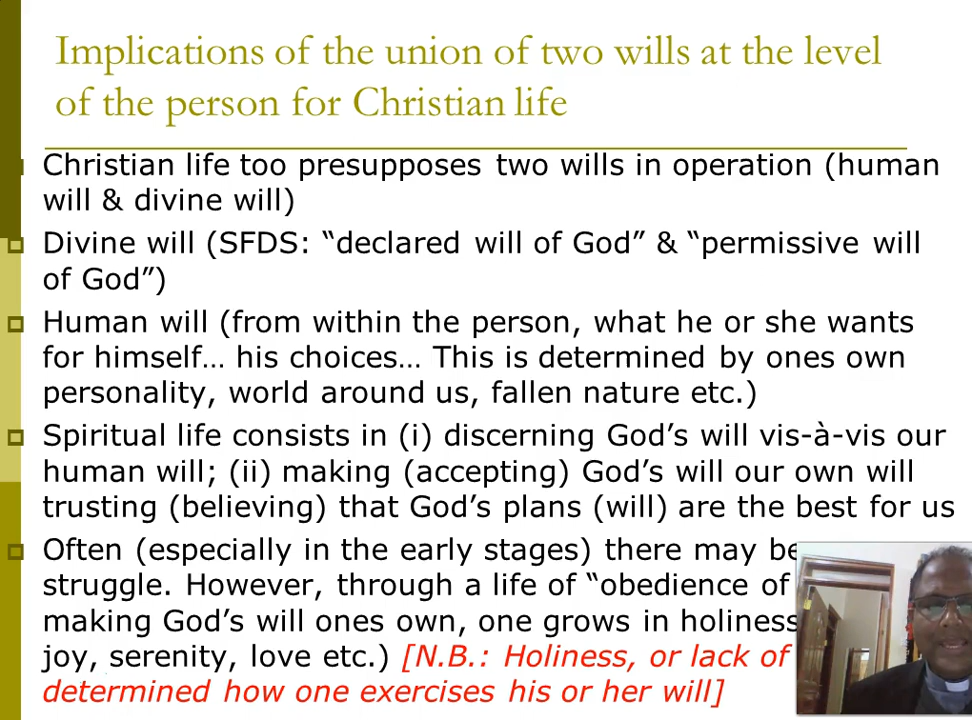 Implications of the union of two wills at the level
of the person for Christian life
Christian life too presupposes two wills in operation (human
will & divine will)
Divine will (SFDS: “declared will of God” & “permissive will
of God”)
Human will (from within the person, what he or she wants
for himself… his choices… This is determined by ones own
personality, world around us, fallen nature etc.)
Spiritual life consists in (i) discerning God’s will vis-à-vis our
human will; (ii) making (accepting) God’s will our own will
trusting (believing) that God’s plans (will) are the best for us
Often (especially in the early stages) there may be
struggle. However, through a life of “obedience of
making God’s will ones own, one grows in holiness
joy, serenity, love etc.) [N.B.: Holiness, or lack of
determined how one exercises his or her will]